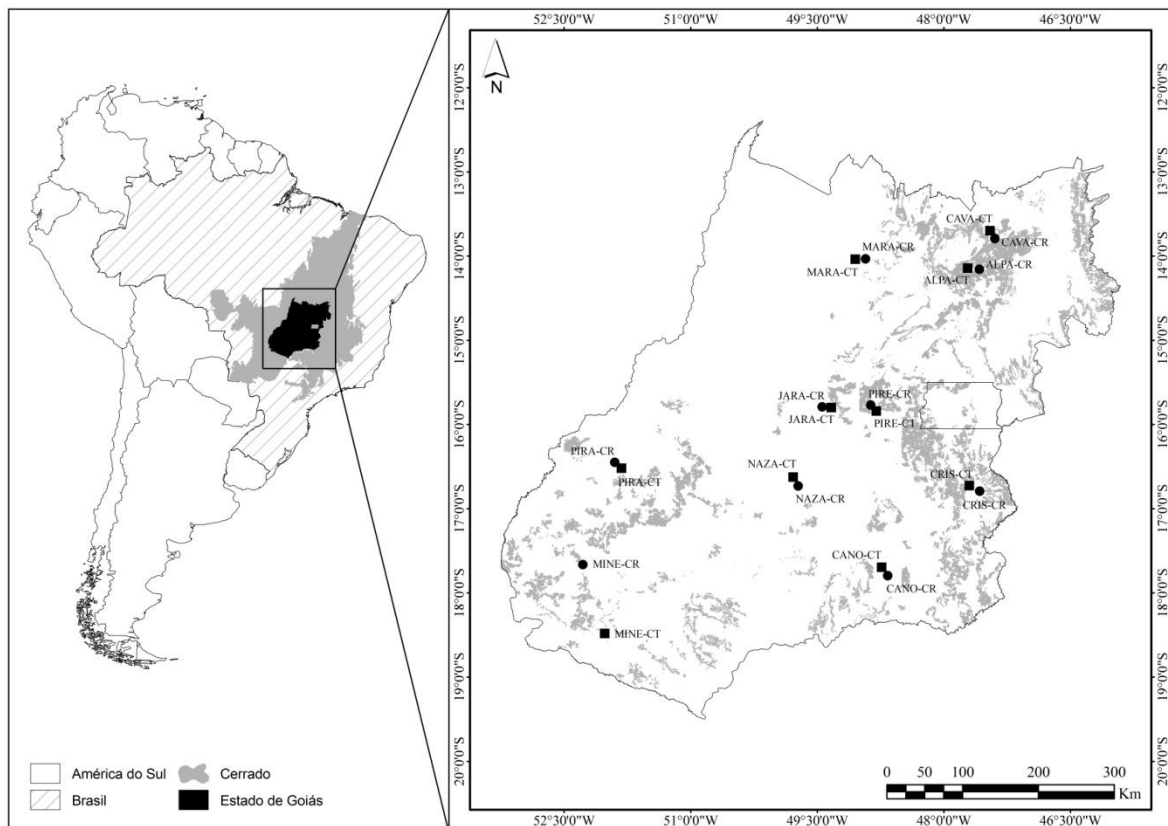 52°30'0"W 51°0'0"W 49°30'0"W 48°0'0"W 46°30'0"W
N
12°0'0"S 12°0'0"S
13°0'0"S 13°0'0"S
14°0'0"S 14°0'0"S
15°0'0"S 15°0'0"S
16°0'0"S 16°0'0"S
17°0'0"S 17°0'0"S
18°0'0"S 18°0'0"S
19°0'0"S 19°0'0"S
20°0'0"S 20°0'0"S
CAVA-CT
CAVA-CR
MARA-CR
MARA-CT
ALPA-CR
ALPA-CT
JARA-CR
JARA-CT
PIRE-CR
PIRE-CT
PIRA-CR
PIRA-CT
NAZA-CT
NAZA-CR
CRIS-CT
CRIS-CR
CANO-CT
CANO-CR
MINE-CR
MINE-CT
América do Sul
Cerrado
Brasil
Estado de Goiás
0 50 100 200 300
Km
52°30'0"W 51°0'0"W 49°30'0"W 48°0'0"W 46°30'0"W